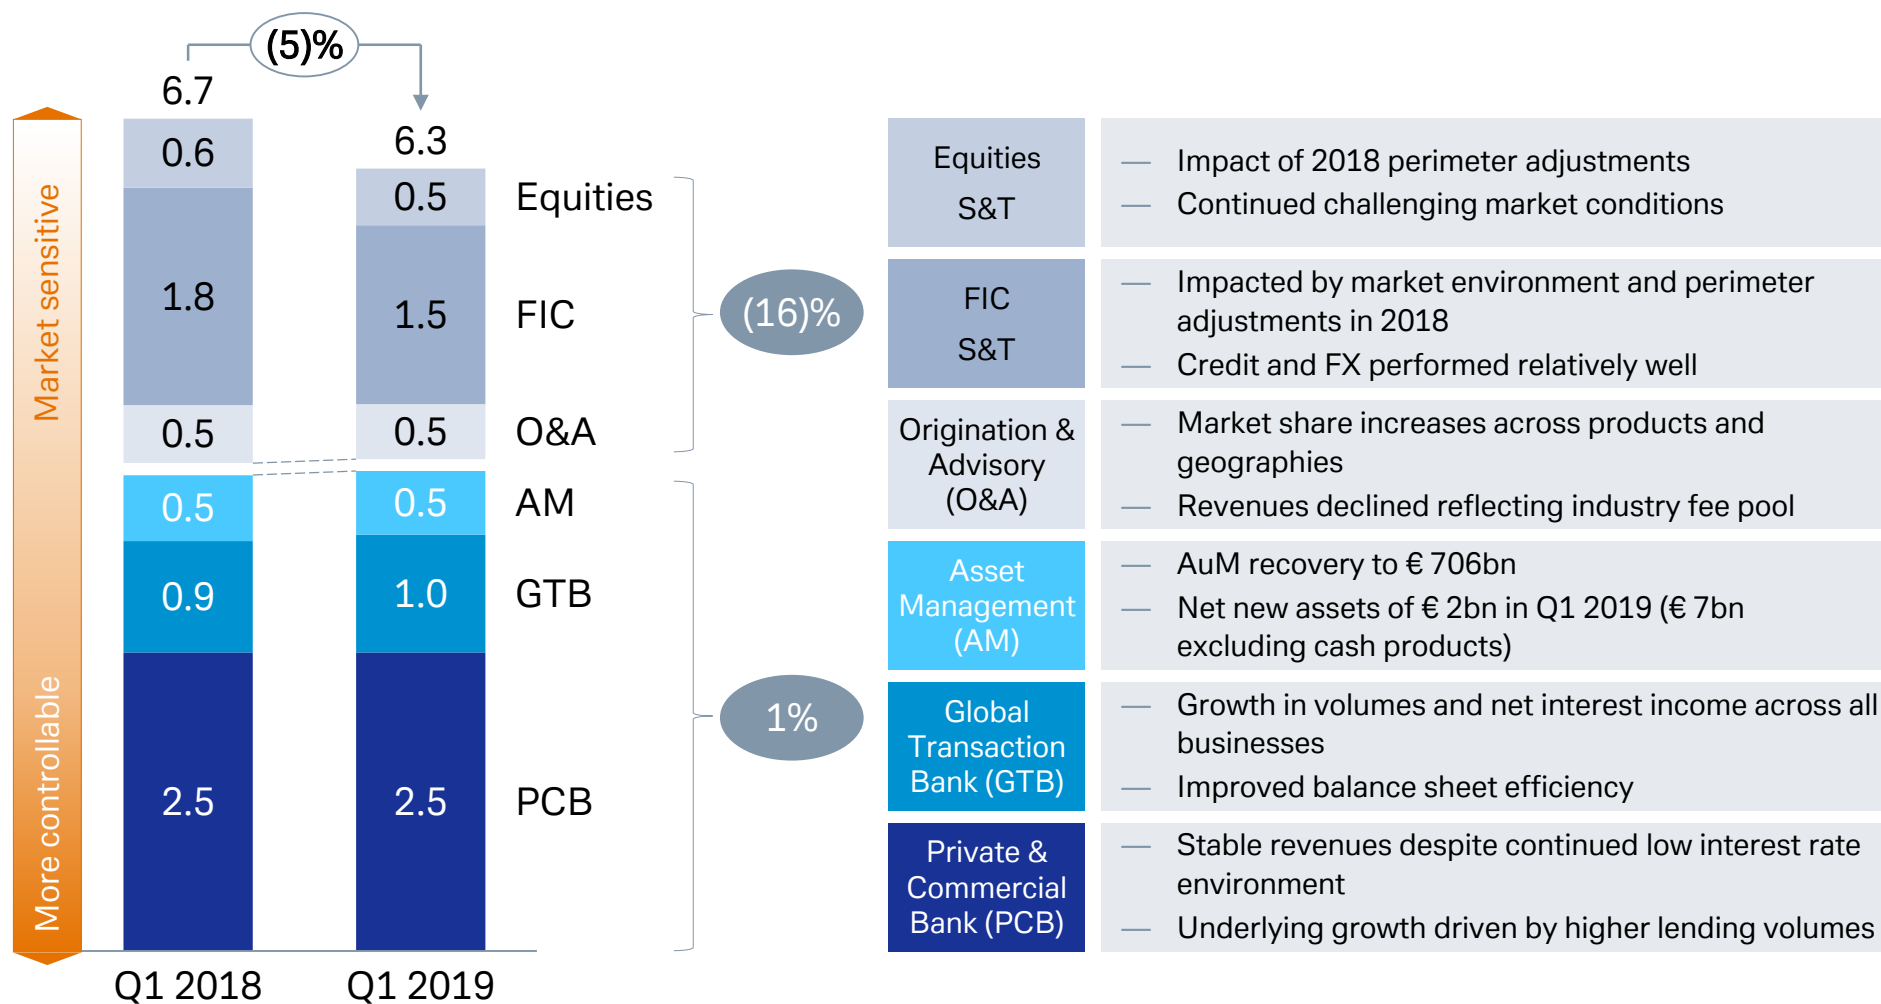 (5)%
6.7
6.3
Market sensitive
More controllable
0.6
1.8
0.5
0.5
0.9
2.5
0.5
1.5
0.5
0.5
1.0
2.5
Q1 2018
Q1 2019
Equities
FIC
O&A
AM
GTB
PCB
(16)%
1%
Equities
S&T
— Impact of 2018 perimeter adjustments
— Continued challenging market conditions
FIC
S&T
— Impacted by market environment and perimeter
adjustments in 2018
— Credit and FX performed relatively well
Origination &
Advisory
(O&A)
— Market share increases across products and
geographies
— Revenues declined reflecting industry fee pool
Asset
Management
(AM)
— AuM recovery to € 706bn
— Net new assets of € 2bn in Q1 2019 (€ 7bn
excluding cash products)
Global
Transaction
Bank (GTB)
— Growth in volumes and net interest income across all
businesses
— Improved balance sheet efficiency
Private &
Commercial
Bank (PCB)
— Stable revenues despite continued low interest rate
environment
— Underlying growth driven by higher lending volumes